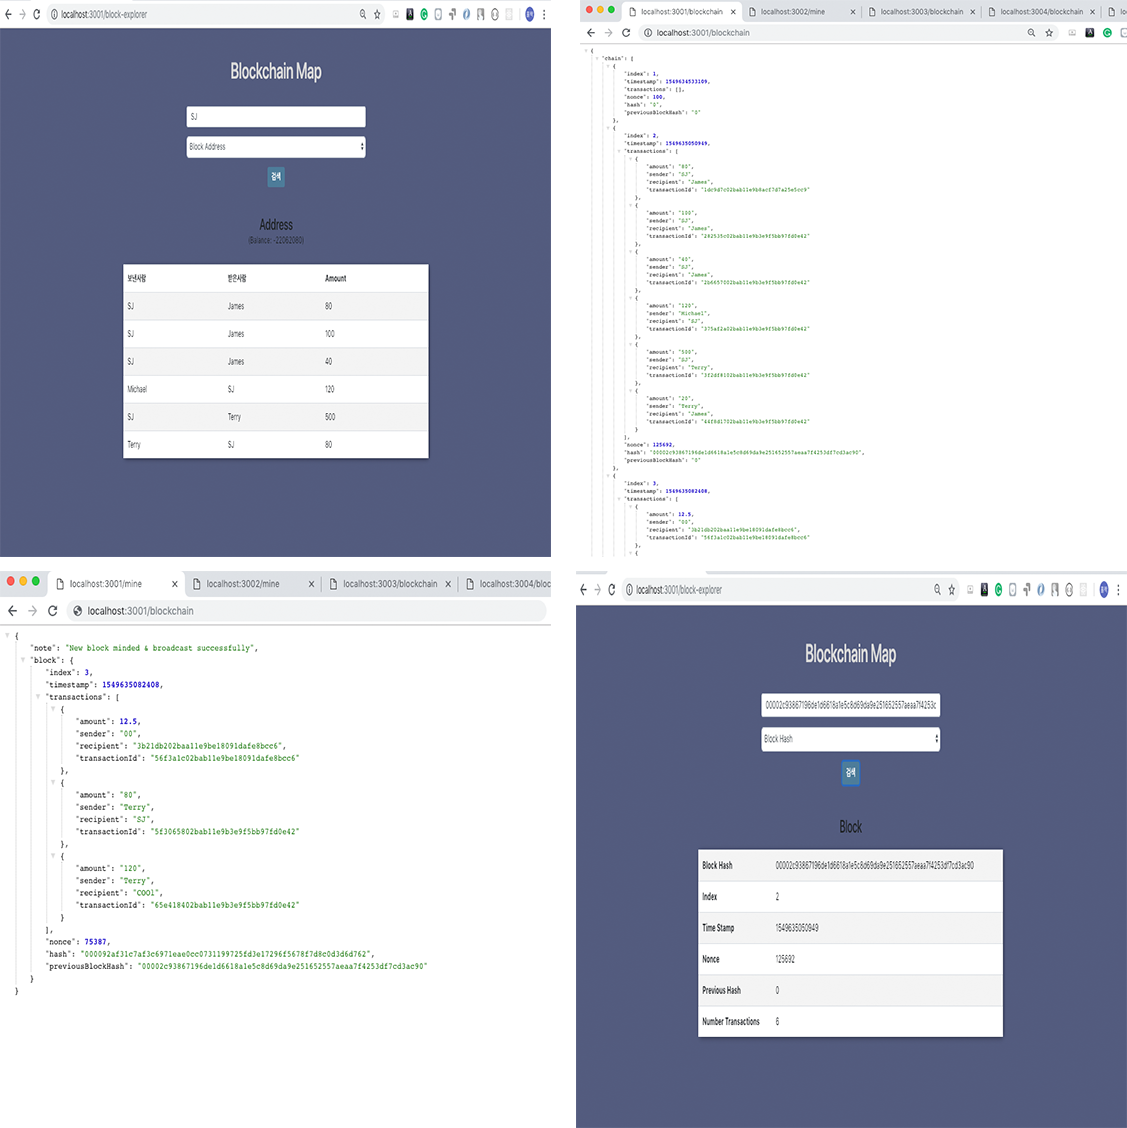 localhost:3001/block-explorer
Blockchain Map
SJ
Block Address
검색
Address
(Balance: -22062080)
보낸사람 받은사람 Amount
SJ James 80
SJ James 100
SJ James 40
Michael SJ 120
SJ Terry 500
Terry SJ 80
localhost:3001/blockchain localhost:3002/mine localhost:3003/blockchain localhost:3004/blockchain
localhost:3001/blockchain
{
"chain": [
{
"index": 1,
"timestamp": 1549634533109,
"transactions": [],
"nonce": 100,
"hash": "0",
"previousBlockHash": "0"
},
{
"index": 2,
"timestamp": 1549635050949,
"transactions": [
{
"amount": "80",
"sender": "SJ",
"recipient": "James",
"transactionId": "1dc9d7c02bab11e9b8acf7d7a25e5cc9"
},
{
"amount": "100",
"sender": "SJ",
"recipient": "James",
"transactionId": "282535c02bab11e9b3e9f5bb97fd0e42"
},
{
"amount": "40",
"sender": "SJ",
"recipient": "James",
"transactionId": "2b6657002bab11e9b3e9f5bb97fd0e42"
},
{
"amount": "120",
"sender": "Michael",
"recipient": "SJ",
"transactionId": "375af2a02bab11e9b3e9f5bb97fd0e42"
},
{
"amount": "500",
"sender": "SJ",
"recipient": "Terry",
"transactionId": "3f2df8102bab11e9b3e9f5bb97fd0e42"
},
{
"amount": "20",
"sender": "Terry",
"recipient": "James",
"transactionId": "44f8d1702bab11e9b3e9f5bb97fd0e42"
}
],
"nonce": 125692,
"hash": "00002c93867196de1d6618a1e5c8d69da9e251652557aeaa7f4253df7cd3ac90",
"previousBlockHash": "0"
},
{
"index": 3,
"timestamp": 1549635082408,
"transactions": [
{
"amount": 12.5,
"sender": "00",
"recipient": "3b21db202baa11e9be18091dafe8bcc6",
"transactionId": "56f3a1c02bab11e9be18091dafe8bcc6"
},
{
localhost:3001/mine localhost:3002/mine localhost:3003/blockchain localhost:3004/bloc
localhost:3001/blockchain
{
"note": "New block minded & broadcast successfully",
"block": {
"index": 3,
"timestamp": 1549635082408,
"transactions": [
{
"amount": 12.5,
"sender": "00",
"recipient": "3b21db202baa11e9be18091dafe8bcc6",
"transactionId": "56f3a1c02bab11e9be18091dafe8bcc6"
},
{
"amount": "80",
"sender": "Terry",
"recipient": "SJ",
"transactionId": "5f3065802bab11e9b3e9f5bb97fd0e42"
},
{
"amount": "120",
"sender": "Terry",
"recipient": "COO1",
"transactionId": "65e418402bab11e9b3e9f5bb97fd0e42"
}
],
"nonce": 75387,
"hash": "000092af31c7af3c6971eae0cc0731199725fd3e17296f5678f7d8c0d3d6d762",
"previousBlockHash": "00002c93867196de1d6618a1e5c8d69da9e251652557aeaa7f4253df7cd3ac90"
}
}
localhost:3001/block-explorer
Blockchain Map
00002c93867196de1d6618a1e5c8d69da9e251652557aeaa7f4253c
Block Hash
검색
Block
Block Hash 00002c93867196de1d6618a1e5c8d69da9e251652557aeaa7f4253df7cd3ac90
Index 2
Time Stamp 1549635050949
Nonce 125692
Previous Hash 0
Number Transactions 6